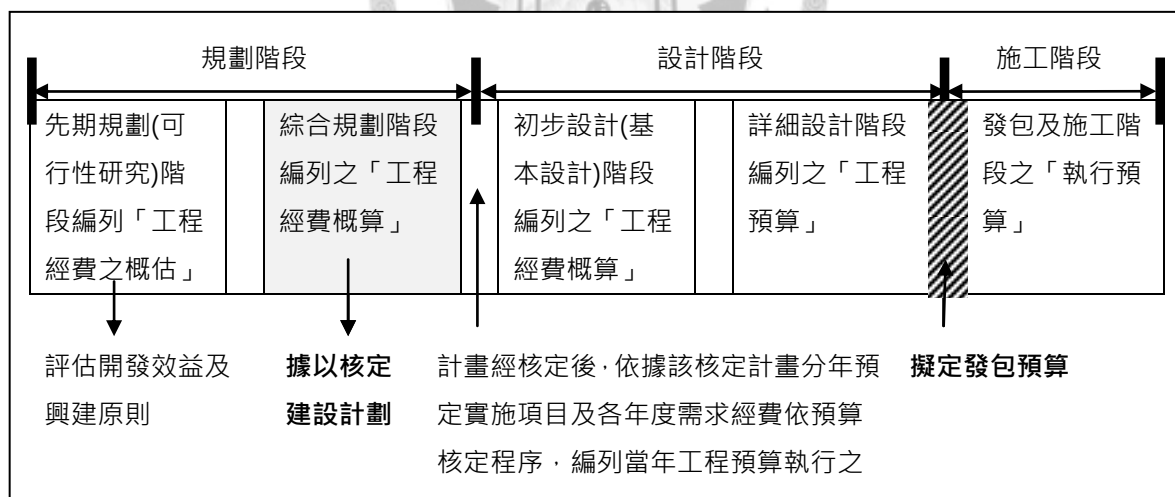 規劃階段
設計階段
施工階段
先期規劃(可
行性研究)階
段編列「工程
經費之概估」
綜合規劃階段
編列之「工程
經費概算」
初步設計(基
本設計)階段
編列之「工程
經費概算」
詳細設計階段
編列之「工程
預算」
發包及施工階
段之「執行預
算」
評估開發效益及
興建原則
據以核定
建設計劃
計畫經核定後，依據該核定計畫分年預
定實施項目及各年度需求經費依預算
核定程序，編列當年工程預算執行之
擬定發包預算